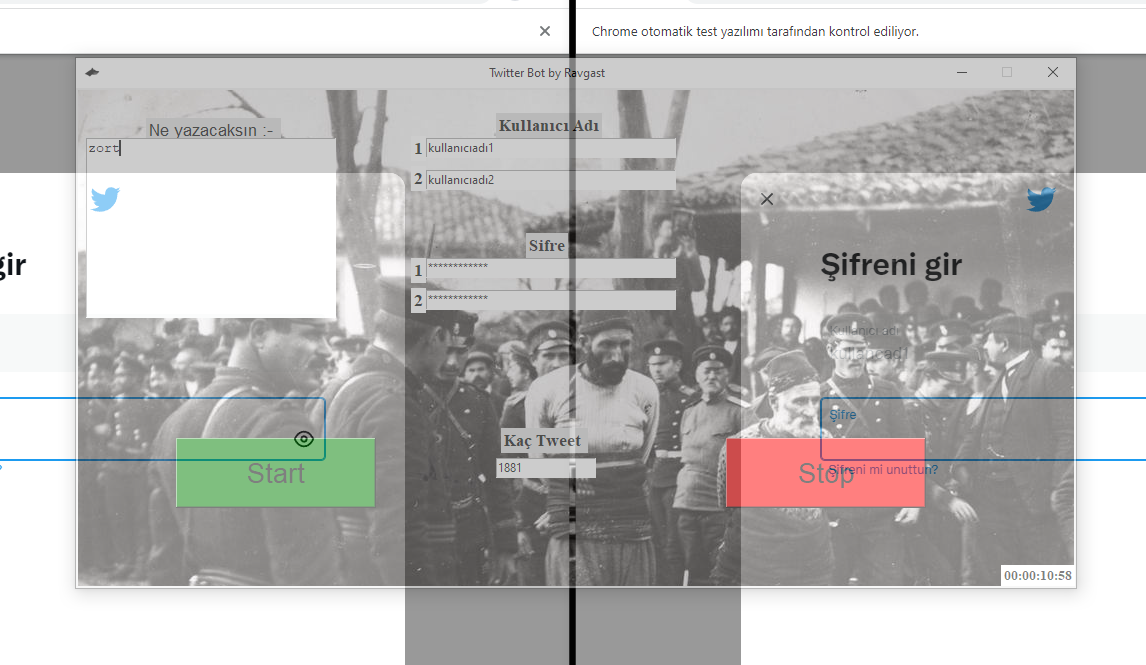 Chrome otomatik test yazılımı tarafından kontrol ediliyor.
Twitter Bot by Ravgast
Ne yazacaksın :-
zort
Kullanıcı Adı
1 kullanıcıadı1
2 kullanıcıadı2
gir
Şifreni gir
Sifre
1 ************
2 ************
Kullanıcı adı
kullanıcıad1
Şifre
Kaç Tweet
1881
Start
Stop
Şifreni mi unuttun?
?
00:00:10:58